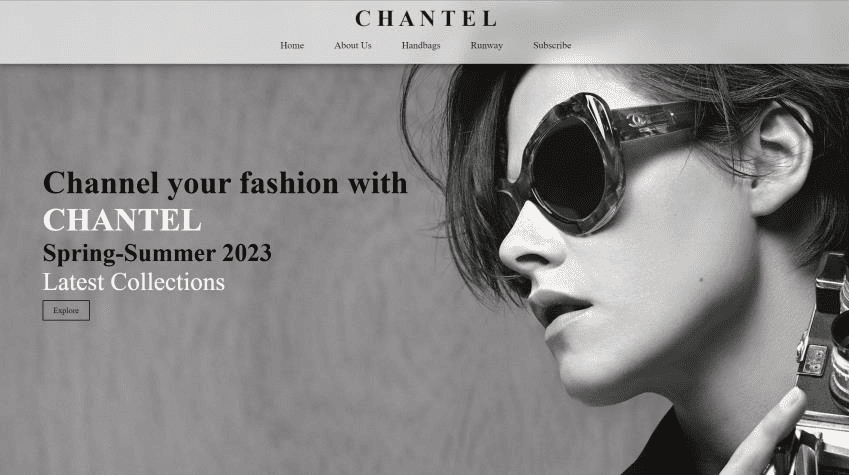 CHANTEL
Home About Us Handbags Runway Subscribe
Channel your fashion with
CHANTEL
Spring-Summer 2023
Latest Collections
Explore